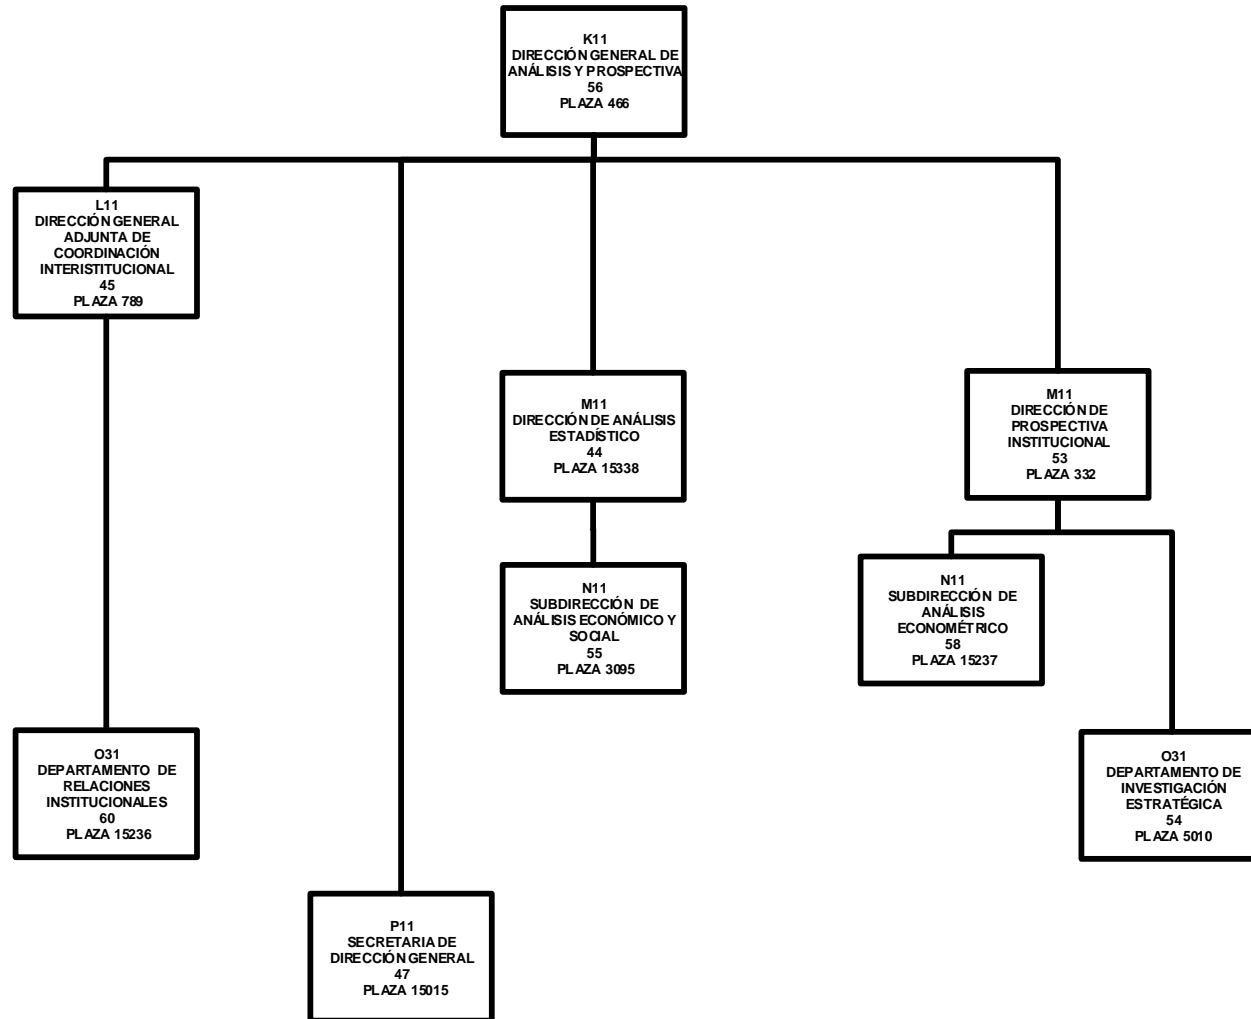 K11
DIRECCIÓN GENERAL DE
ANÁLISIS Y PROSPECTIVA
56
PLAZA 466
L11
DIRECCIÓN GENERAL
ADJUNTA DE
COORDINACIÓN
INTERISTITUCIONAL
45
PLAZA 789
M11
DIRECCIÓN DE ANÁLISIS
ESTADÍSTICO
44
PLAZA 15338
M11
DIRECCIÓN DE
PROSPECTIVA
INSTITUCIONAL
53
PLAZA 332
N11
SUBDIRECCIÓN DE
ANÁLISIS ECONÓMICO Y
SOCIAL
55
PLAZA 3095
N11
SUBDIRECCIÓN DE
ANÁLISIS
ECONOMÉTRICO
58
PLAZA 15237
O31
DEPARTAMENTO DE
RELACIONES
INSTITUCIONALES
60
PLAZA 15236
O31
DEPARTAMENTO DE
INVESTIGACIÓN
ESTRATÉGICA
54
PLAZA 5010
P11
SECRETARIA DE
DIRECCIÓN GENERAL
47
PLAZA 15015